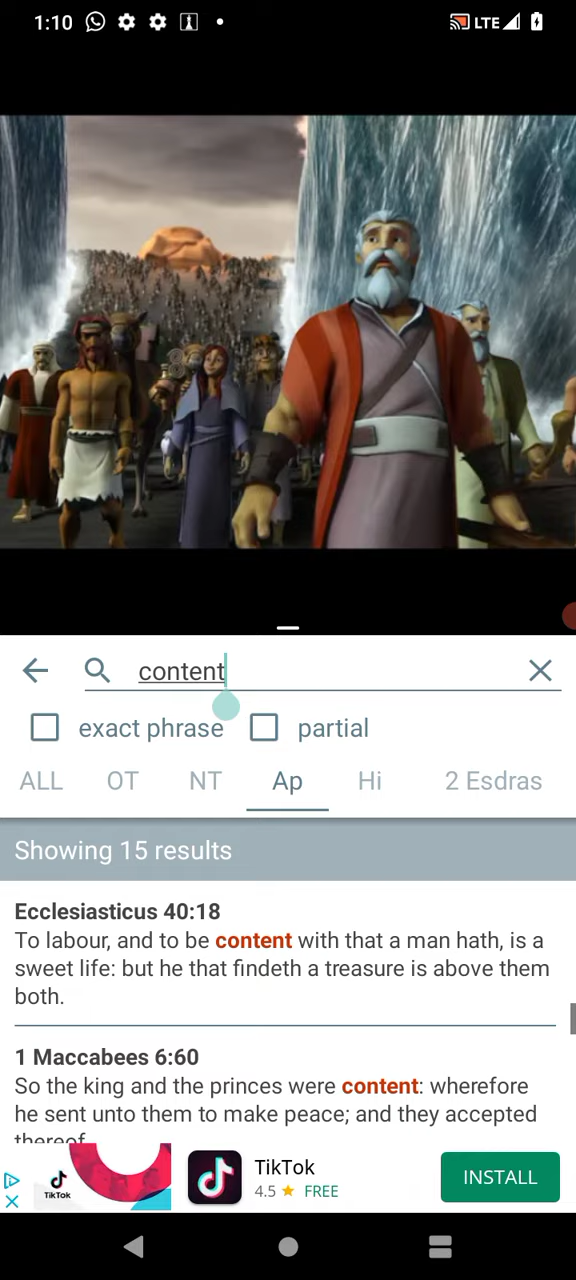 1:10
LTE
content
exact phrase
partial
ALL OT NT Ap Hi 2 Esdras
Showing 15 results
Ecclesiasticus 40:18
To labour, and to be content with that a man hath, is a
sweet life: but he that findeth a treasure is above them
both.
1 Maccabees 6:60
So the king and the princes were content: wherefore
he sent unto them to make peace; and they accepted
thereof
TikTok
TikTok
4.5 ★ FREE
INSTALL